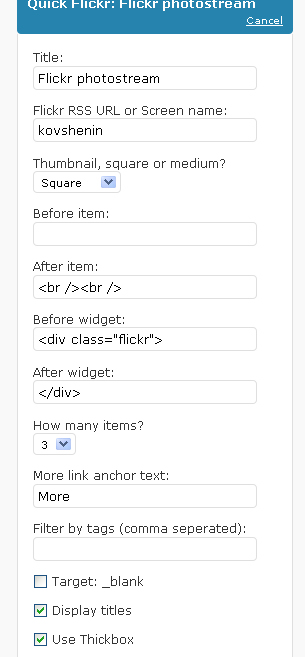 Quick Flickr: Flickr photostream
Cancel
Title:
Flickr photostream
Flickr RSS URL or Screen name:
kovshenin
Thumbnail, square or medium?
Square
Before item:
After item:
<br /><br />
Before widget:
<div class="flickr">
After widget:
</div>
How many items?
3
More link anchor text:
More
Filter by tags (comma seperated):
Target: _blank
Display titles
Use Thickbox